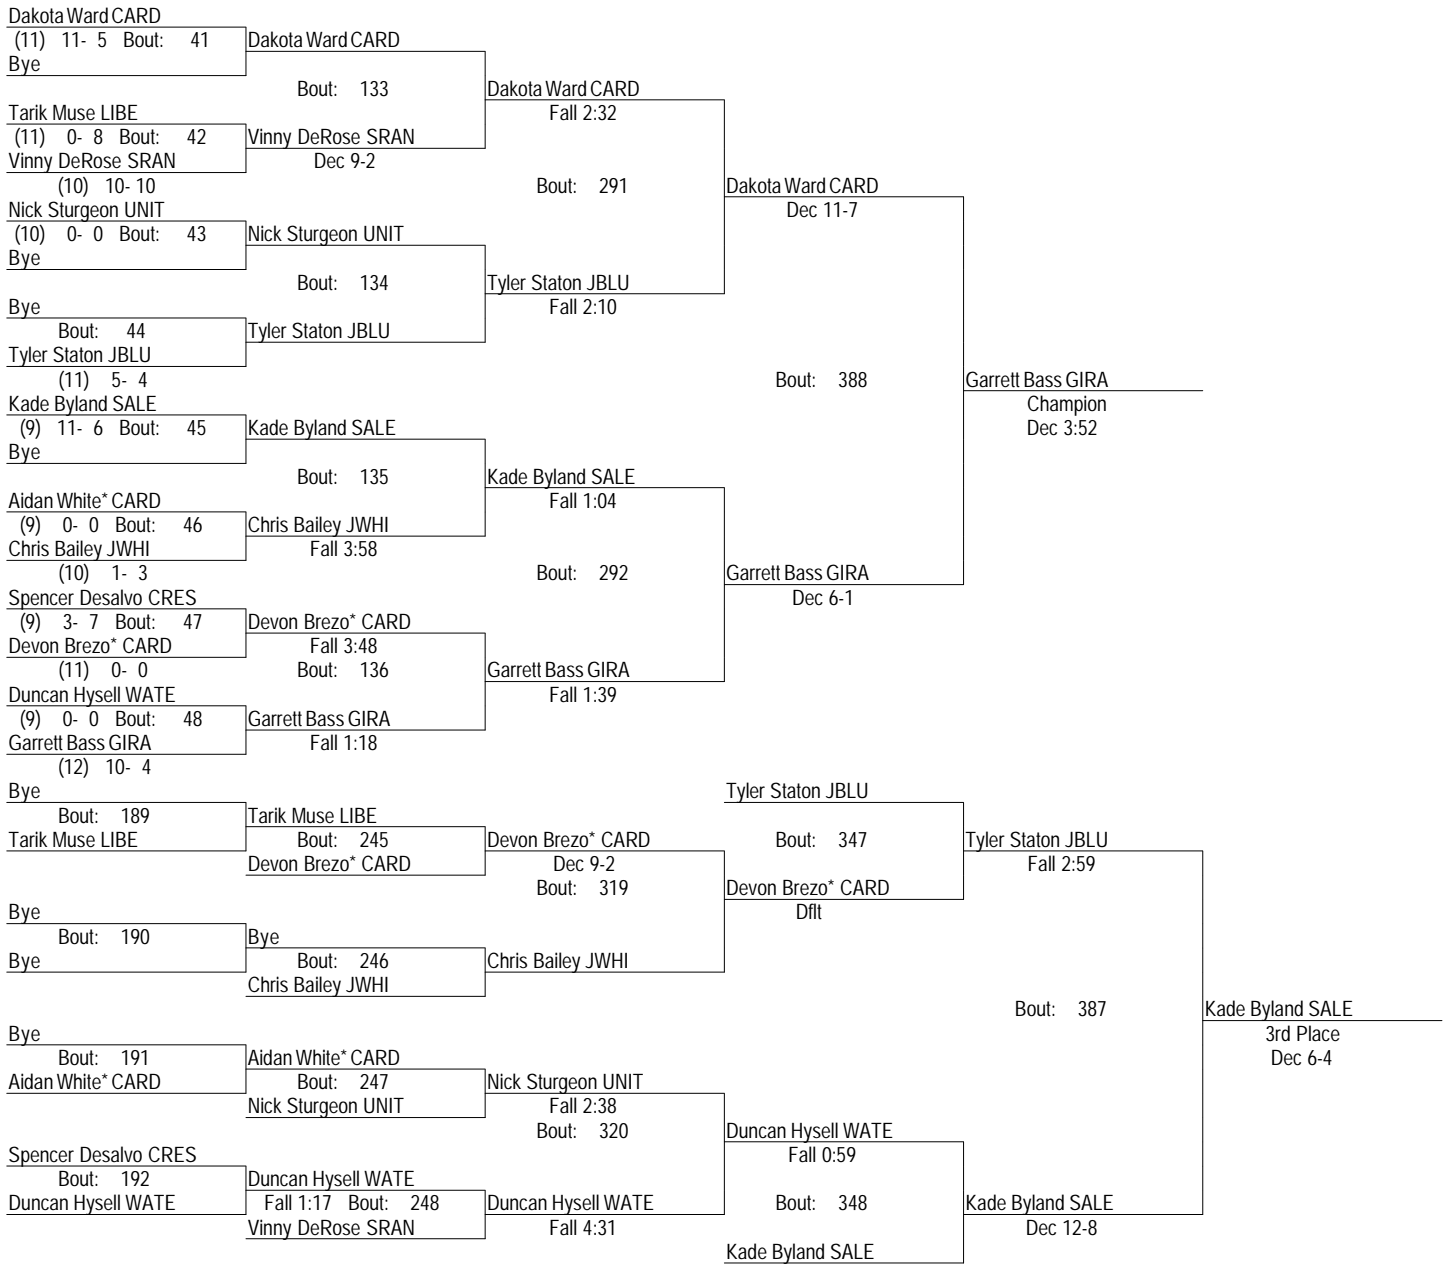 Dakota Ward CARD
(11) 11- 5 Bout: 41 Dakota Ward CARD
Bye
Bout: 133 Dakota Ward CARD
Tarik Muse LIBE Fall 2:32
(11) 0- 8 Bout: 42 Vinny DeRose SRAN
Vinny DeRose SRAN Dec 9-2
(10) 10- 10 Bout: 291 Dakota Ward CARD
Nick Sturgeon UNIT Dec 11-7
(10) 0- 0 Bout: 43 Nick Sturgeon UNIT
Bye
Bout: 134 Tyler Staton JBLU
Bye Fall 2:10
Bout: 44 Tyler Staton JBLU
Tyler Staton JBLU
(11) 5- 4 Bout: 388 Garrett Bass GIRA
Kade Byland SALE Champion
(9) 11- 6 Bout: 45 Kade Byland SALE Dec 3:52
Bye
Bout: 135 Kade Byland SALE
Aidan White* CARD Fall 1:04
(9) 0- 0 Bout: 46 Chris Bailey JWHI
Chris Bailey JWHI Fall 3:58
(10) 1- 3 Bout: 292 Garrett Bass GIRA
Spencer Desalvo CRES Dec 6-1
(9) 3- 7 Bout: 47 Devon Brezo* CARD
Devon Brezo* CARD Fall 3:48
(11) 0- 0 Bout: 136 Garrett Bass GIRA
Duncan Hysell WATE Fall 1:39
(9) 0- 0 Bout: 48 Garrett Bass GIRA
Garrett Bass GIRA Fall 1:18
(12) 10- 4
Bye Tyler Staton JBLU
Bout: 189 Tarik Muse LIBE
Tarik Muse LIBE Bout: 245 Devon Brezo* CARD Bout: 347 Tyler Staton JBLU
Devon Brezo* CARD Dec 9-2 Fall 2:59
Bout: 319 Devon Brezo* CARD
Bye Dflt
Bout: 190 Bye
Bye Bout: 246 Chris Bailey JWHI
Chris Bailey JWHI
Bout: 387 Kade Byland SALE
Bye 3rd Place
Bout: 191 Aidan White* CARD Dec 6-4
Aidan White* CARD Bout: 247 Nick Sturgeon UNIT
Nick Sturgeon UNIT Fall 2:38
Bout: 320 Duncan Hysell WATE
Spencer Desalvo CRES Fall 0:59
Bout: 192 Duncan Hysell WATE
Duncan Hysell WATE Fall 1:17 Bout: 248 Duncan Hysell WATE Bout: 348 Kade Byland SALE
Vinny DeRose SRAN Fall 4:31 Dec 12-8
Kade Byland SALE